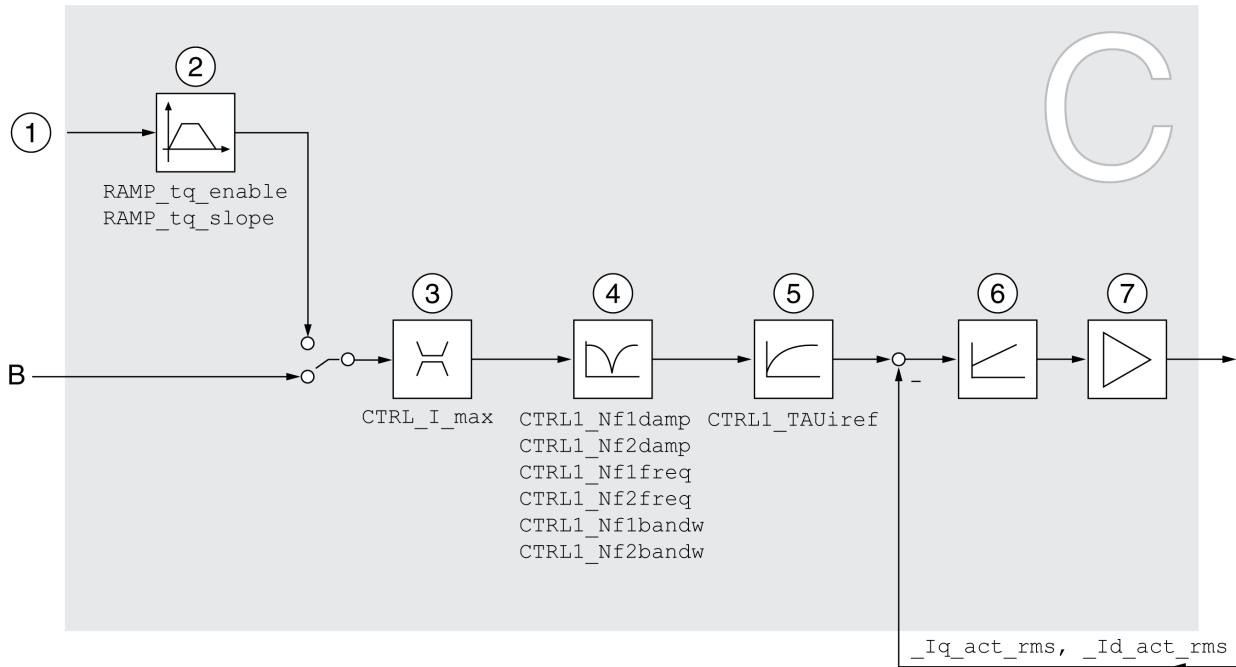 C
2
1
RAMP_tq_enable
RAMP_tq_slope
3
4
5
6
7
B
CTRL_I_max
CTRL1_Nf1damp
CTRL1_Nf2damp
CTRL1_Nf1freq
CTRL1_Nf2freq
CTRL1_Nf1bandw
CTRL1_Nf2bandw
CTRL1_TAUiref
-
_Iq_act_rms, _Id_act_rms